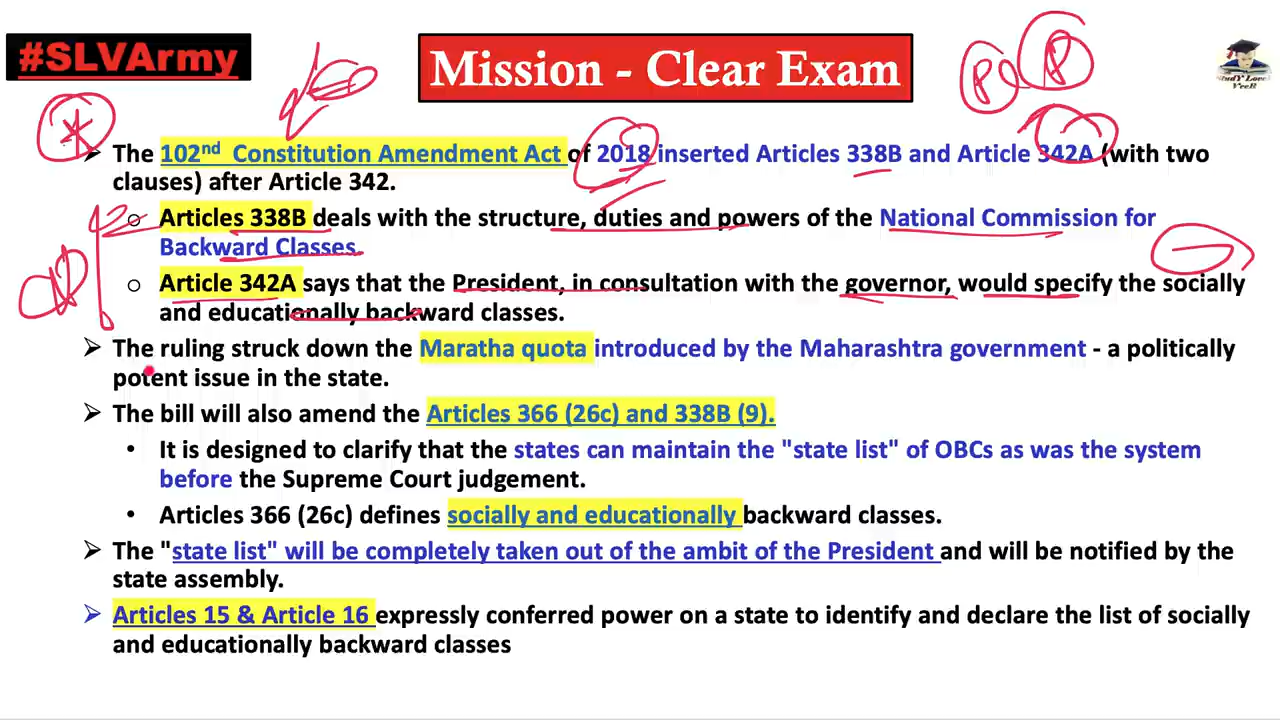 #SLVArmy
Mission - Clear Exam
StudY Lover
VeeR
➢ The 102nd Constitution Amendment Act of 2018 inserted Articles 338B and Article 342A (with two
clauses) after Article 342.
o Articles 338B deals with the structure, duties and powers of the National Commission for
Backward Classes.
o Article 342A says that the President, in consultation with the governor, would specify the socially
and educationally backward classes.
➢ The ruling struck down the Maratha quota introduced by the Maharashtra government - a politically
potent issue in the state.
➢ The bill will also amend the Articles 366 (26c) and 338B (9).
• It is designed to clarify that the states can maintain the "state list" of OBCs as was the system
before the Supreme Court judgement.
• Articles 366 (26c) defines socially and educationally backward classes.
➢ The "state list" will be completely taken out of the ambit of the President and will be notified by the
state assembly.
➢ Articles 15 & Article 16 expressly conferred power on a state to identify and declare the list of socially
and educationally backward classes